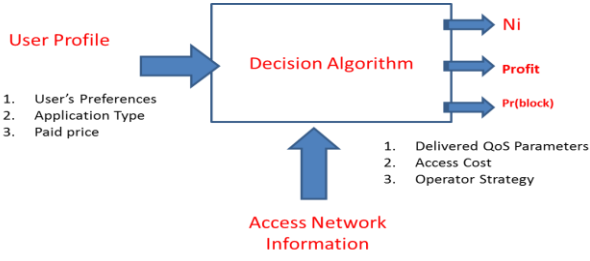 User Profile
1. User's Preferences
2. Application Type
3. Paid price
Decision Algorithm
Ni
Profit
Pr(block)
1. Delivered QoS Parameters
2. Access Cost
3. Operator Strategy
Access Network
Information